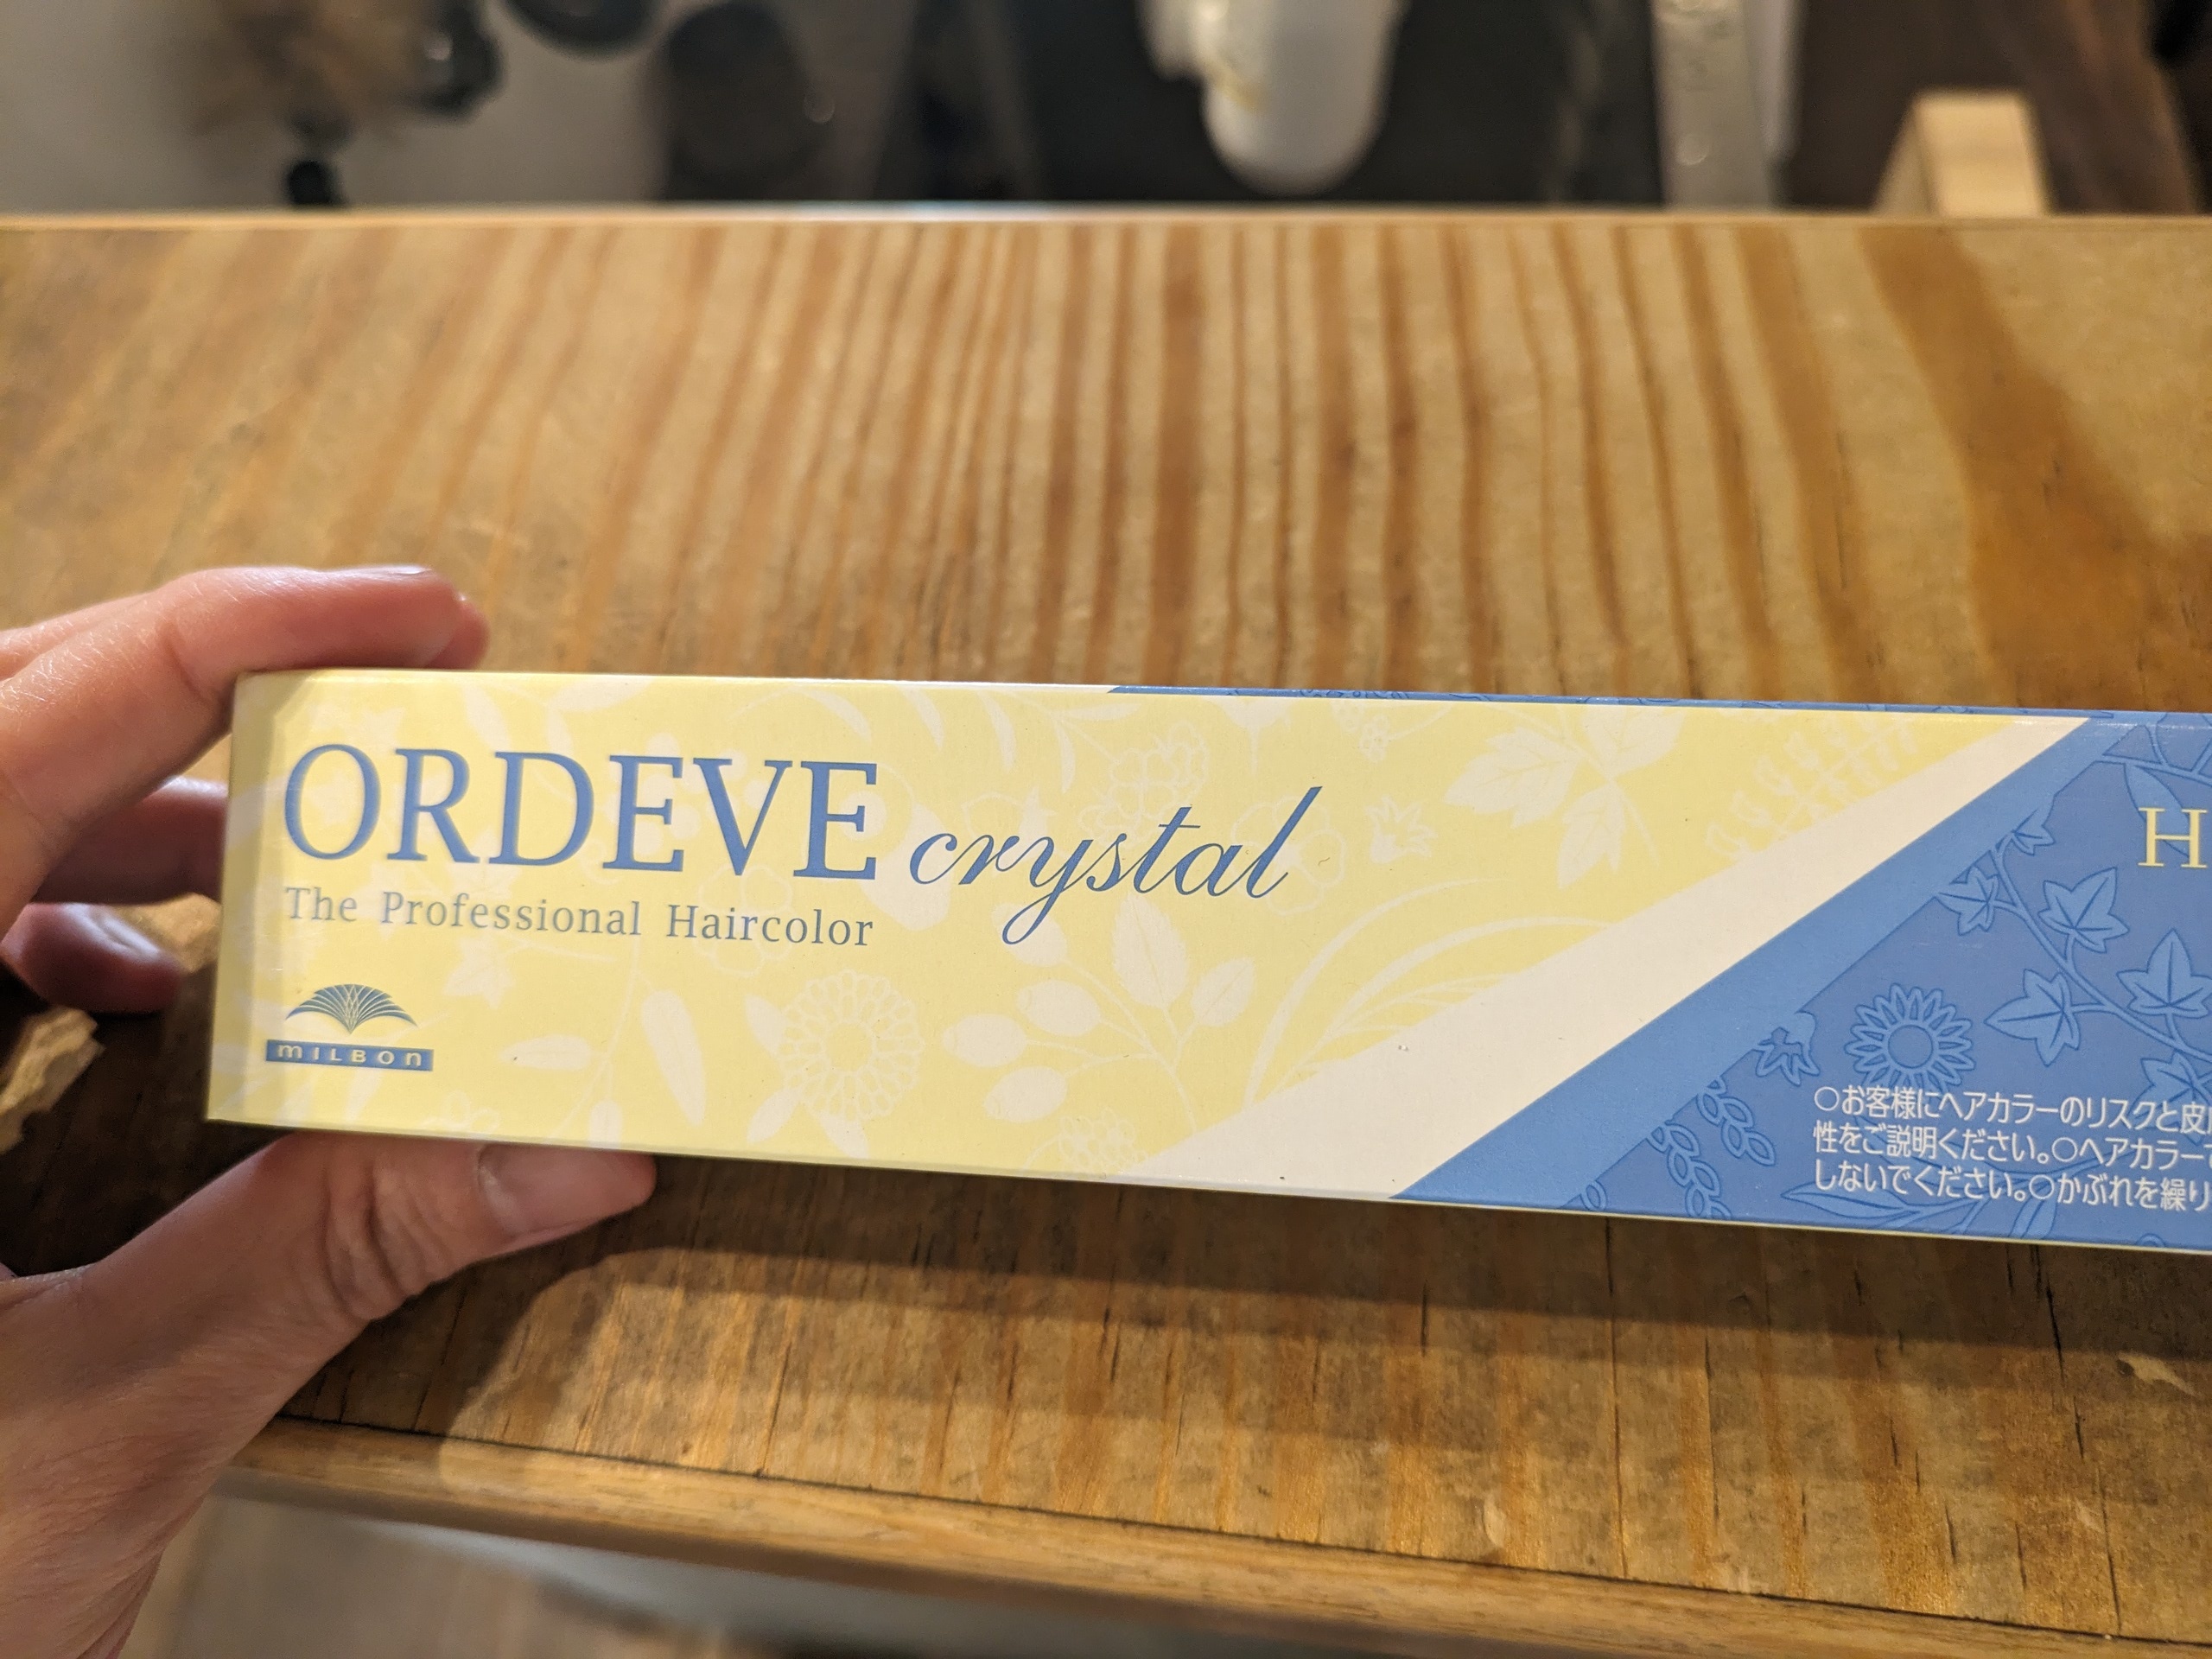 ORDEVE crystal
The Professional Haircolor
MILBON
H
○お客様にヘアカラーのリスクと皮
性をご説明ください。○ヘアカラーで
しないでください。○かぶれを繰り